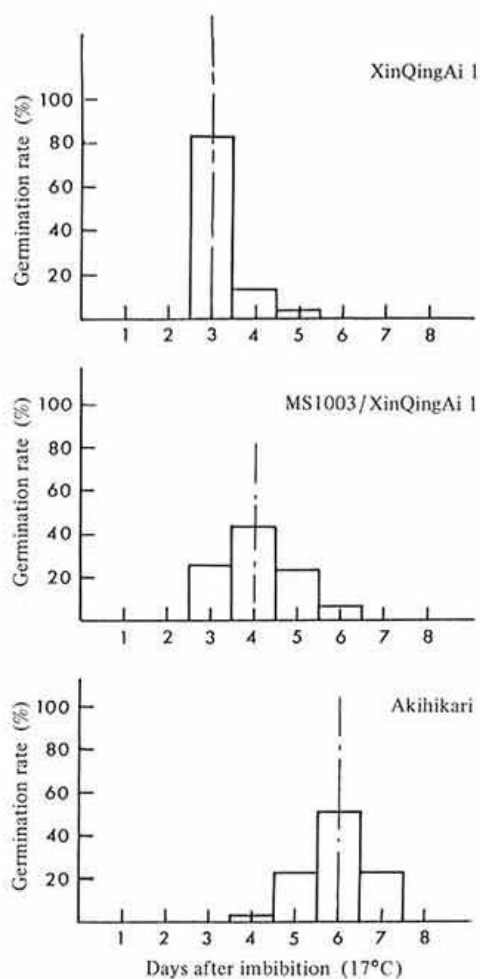 XinQingAi 1
Germination rate (%)
100
80
60
40
20
1 2 3 4 5 6 7 8
MS1003/XinQingAi 1
Germination rate (%)
100
80
60
40
20
1 2 3 4 5 6 7 8
Akihikari
Germination rate (%)
100
80
60
40
20
1 2 3 4 5 6 7 8
Days after imbibition (17°C)